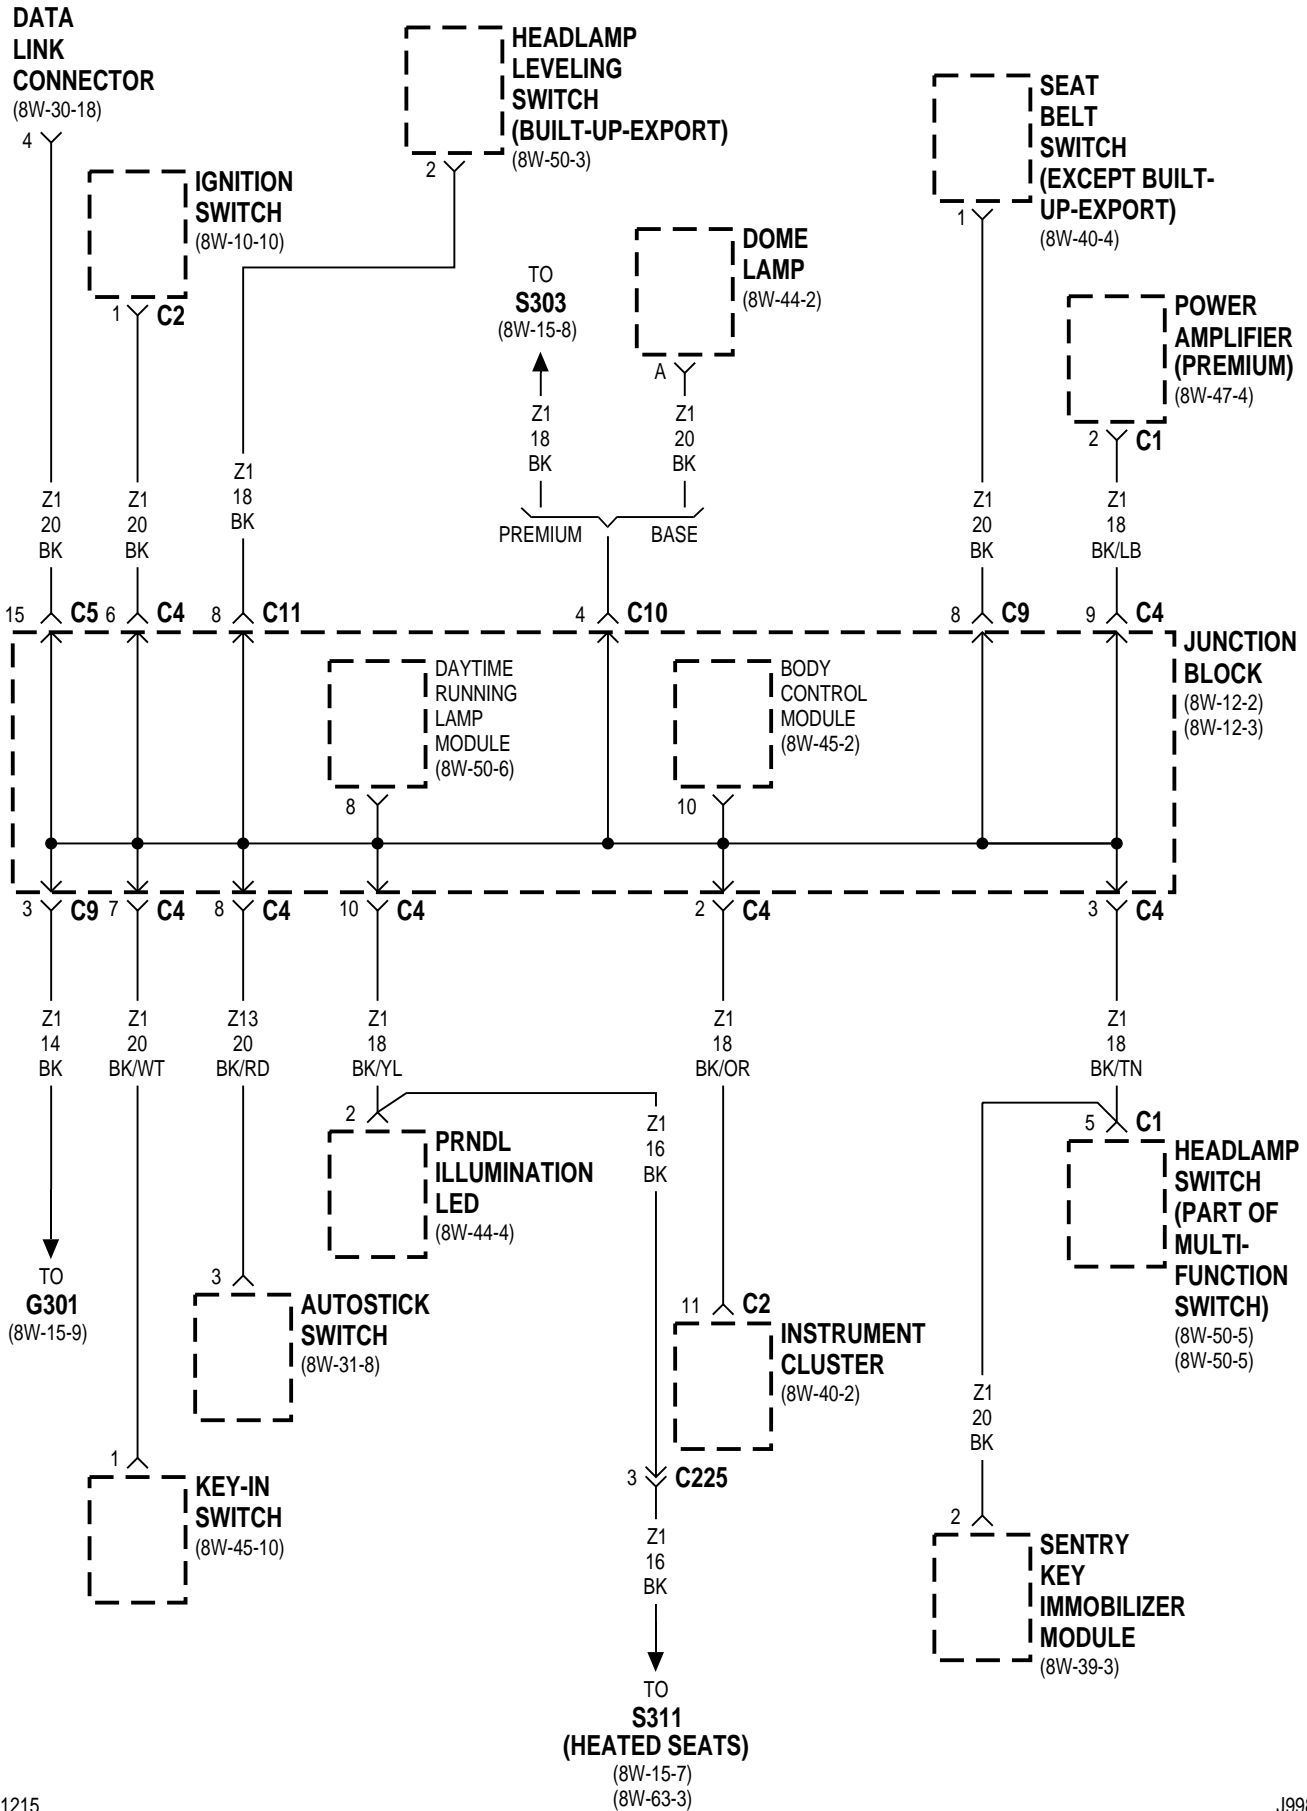 DATA
LINK
CONNECTOR
(8W-30-18)
4
IGNITION
SWITCH
(8W-10-10)
1
C2
HEADLAMP
LEVELING
SWITCH
(BUILT-UP-EXPORT)
(8W-50-3)
2
TO
S303
(8W-15-8)
DOME
LAMP
(8W-44-2)
A
SEAT
BELT
SWITCH
(EXCEPT BUILT-
UP-EXPORT)
(8W-40-4)
1
POWER
AMPLIFIER
(PREMIUM)
(8W-47-4)
2
C1
Z1
20
BK
Z1
20
BK
Z1
18
BK
Z1
18
BK
Z1
20
BK
PREMIUM
BASE
Z1
20
BK
Z1
18
BK/LB
15
C5
6
C4
8
C11
4
C10
8
C9
9
C4
JUNCTION
BLOCK
(8W-12-2)
(8W-12-3)
DAYTIME
RUNNING
LAMP
MODULE
(8W-50-6)
8
BODY
CONTROL
MODULE
(8W-45-2)
10
3
C9
7
C4
8
C4
10
C4
2
C4
3
C4
Z1
14
BK
Z1
20
BK/WT
Z13
20
BK/RD
Z1
18
BK/YL
Z1
18
BK/OR
Z1
18
BK/TN
2
PRNDL
ILLUMINATION
LED
(8W-44-4)
Z1
16
BK
5
C1
HEADLAMP
SWITCH
(PART OF
MULTI-
FUNCTION
SWITCH)
(8W-50-5)
(8W-50-5)
TO
G301
(8W-15-9)
3
AUTOSTICK
SWITCH
(8W-31-8)
11
C2
INSTRUMENT
CLUSTER
(8W-40-2)
Z1
20
BK
1
KEY-IN
SWITCH
(8W-45-10)
3
C225
Z1
16
BK
2
SENTRY
KEY
IMMOBILIZER
MODULE
(8W-39-3)
TO
S311
(HEATED SEATS)
(8W-15-7)
(8W-63-3)
1215